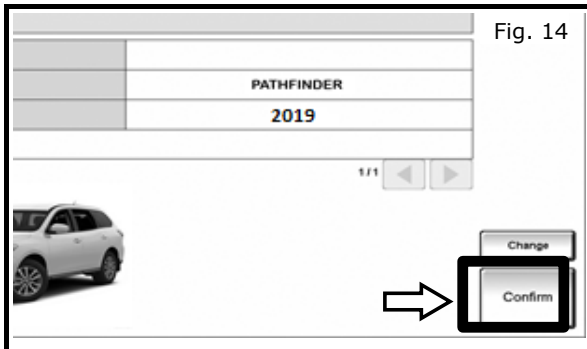 Fig. 14
PATHFINDER
2019
1/1
Change
Confirm